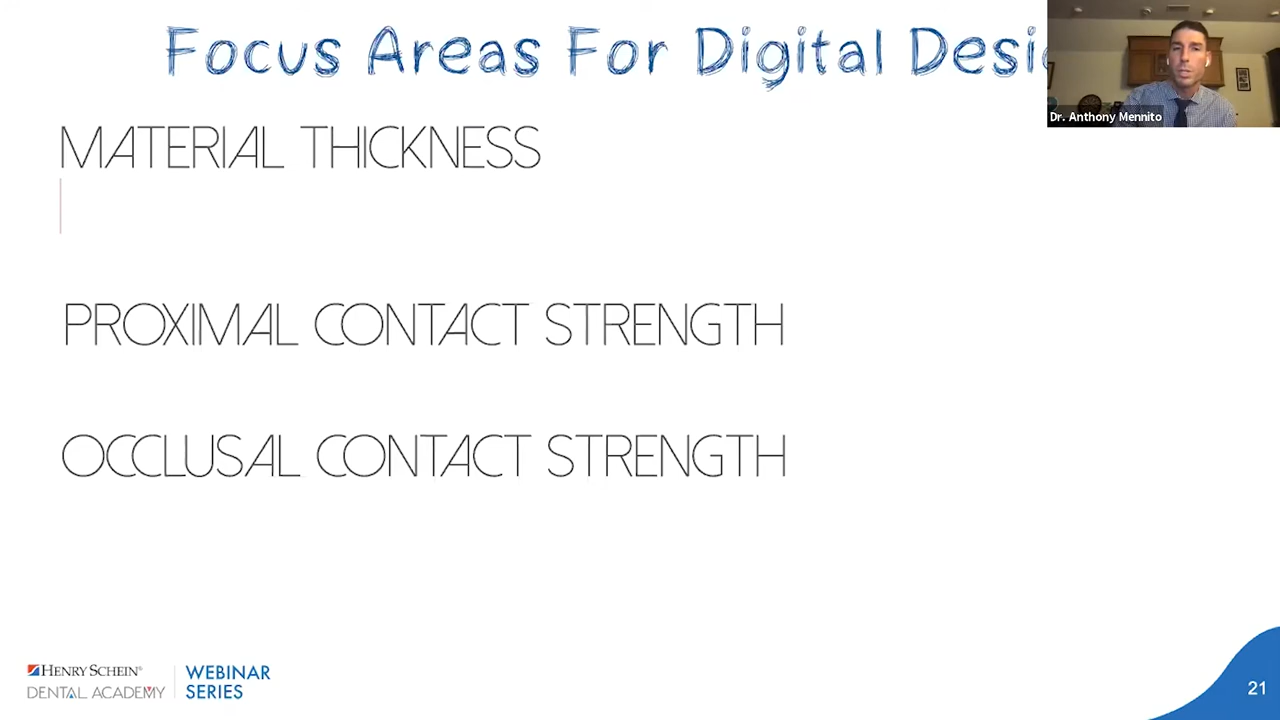 Focus Areas For Digital Desi
Dr. Anthony Mennito
MATERIAL THICKNESS
PROXIMAL CONTACT STRENGTH
OCCLUSAL CONTACT STRENGTH
HENRY SCHEIN®
DENTAL ACADEMY
WEBINAR
SERIES
21